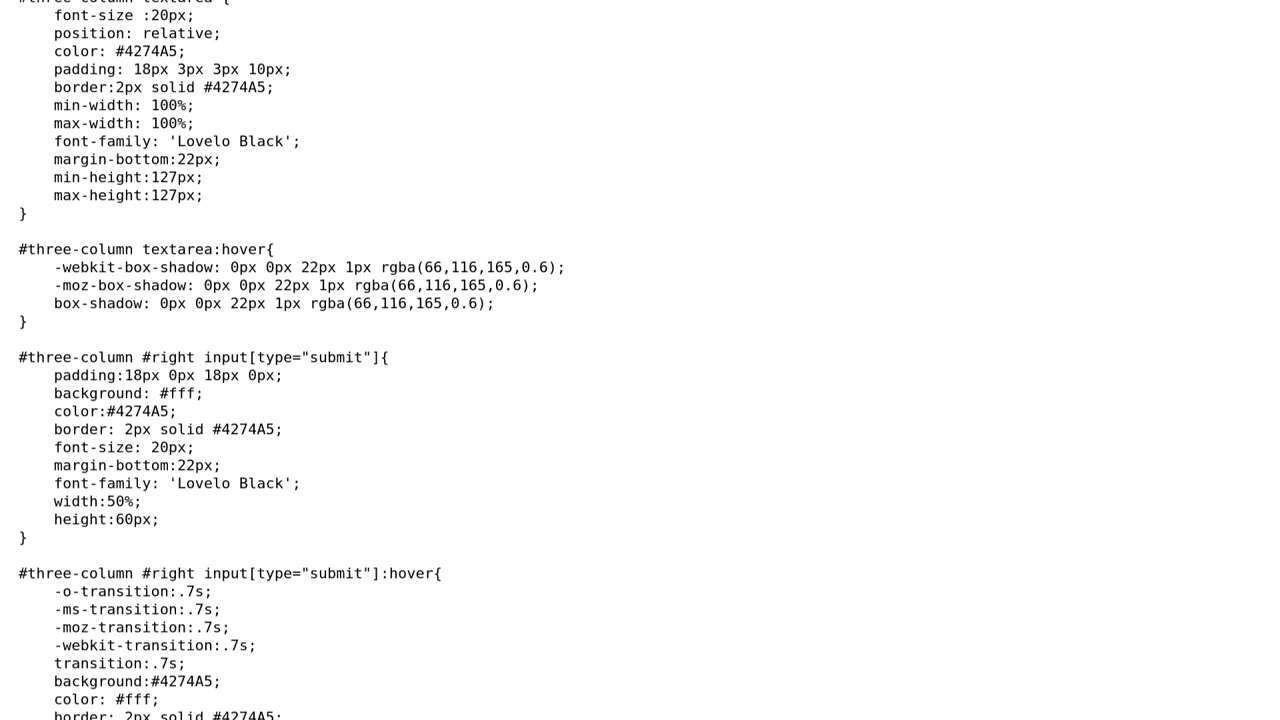 #three-column textarea {
    font-size :20px;
    position: relative;
    color: #4274A5;
    padding: 18px 3px 3px 10px;
    border:2px solid #4274A5;
    min-width: 100%;
    max-width: 100%;
    font-family: 'Lovelo Black';
    margin-bottom:22px;
    min-height:127px;
    max-height:127px;
}

#three-column textarea:hover{
    -webkit-box-shadow: 0px 0px 22px 1px rgba(66,116,165,0.6);
    -moz-box-shadow: 0px 0px 22px 1px rgba(66,116,165,0.6);
    box-shadow: 0px 0px 22px 1px rgba(66,116,165,0.6);
}

#three-column #right input[type="submit"]{
    padding:18px 0px 18px 0px;
    background: #fff;
    color:#4274A5;
    border: 2px solid #4274A5;
    font-size: 20px;
    margin-bottom:22px;
    font-family: 'Lovelo Black';
    width:50%;
    height:60px;
}

#three-column #right input[type="submit"]:hover{
    -o-transition:.7s;
    -ms-transition:.7s;
    -moz-transition:.7s;
    -webkit-transition:.7s;
    transition:.7s;
    background:#4274A5;
    color: #fff;
    border: 2px solid #4274A5;